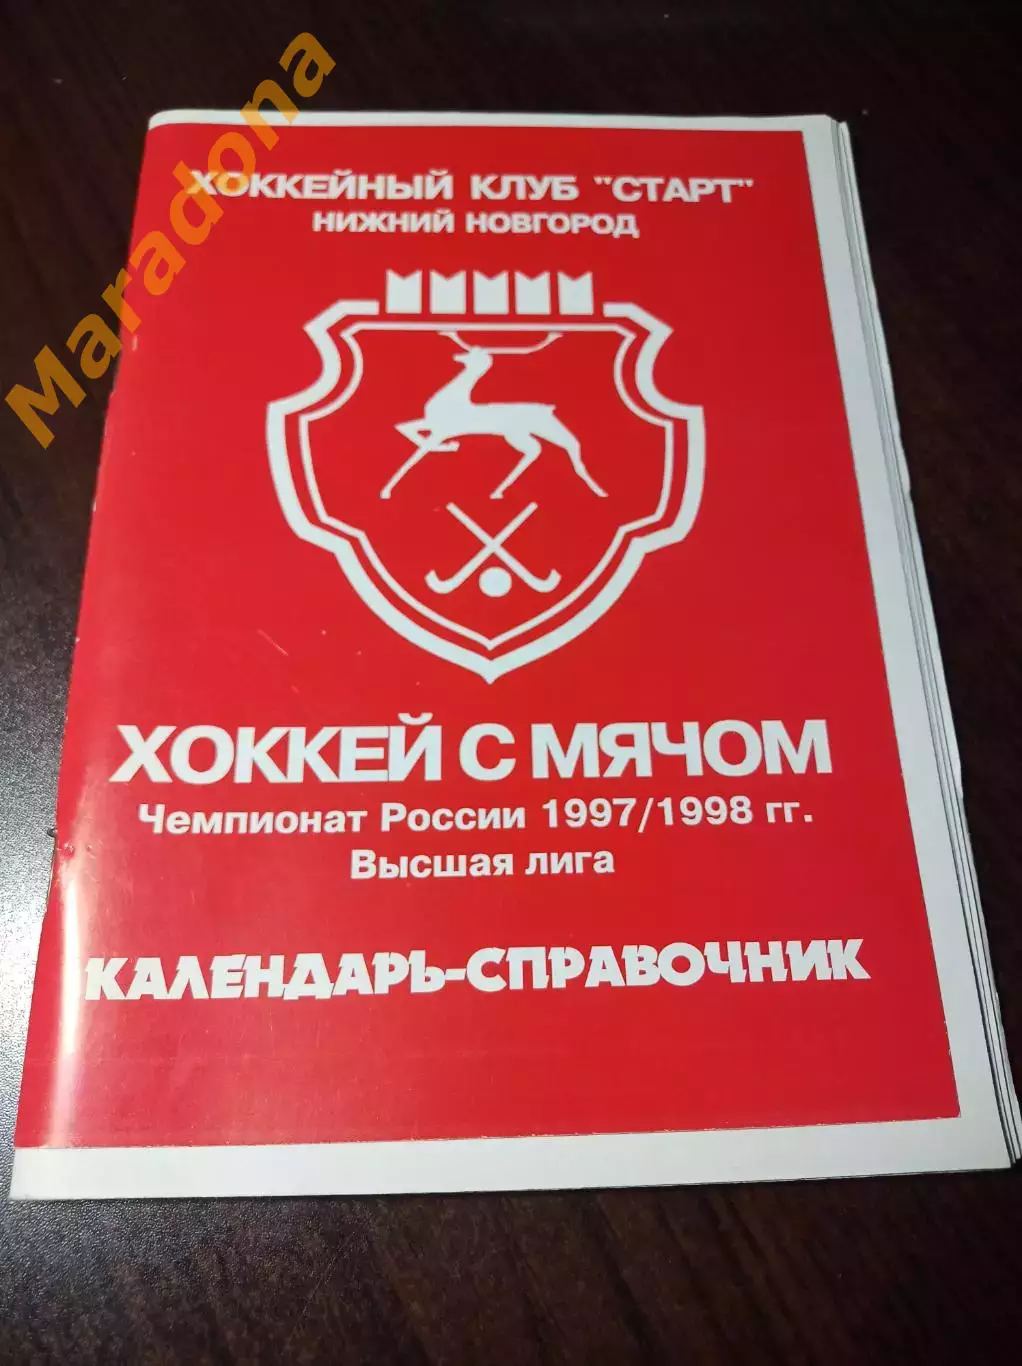 Maradona
ХОККЕЙНЫЙ КЛУБ "СТАРТ"
НИЖНИЙ НОВГОРОД
ХОККЕЙ С МЯЧОМ
Чемпионат России 1997/1998 гг.
Высшая лига
КАЛЕНДАРЬ-СПРАВОЧНИК